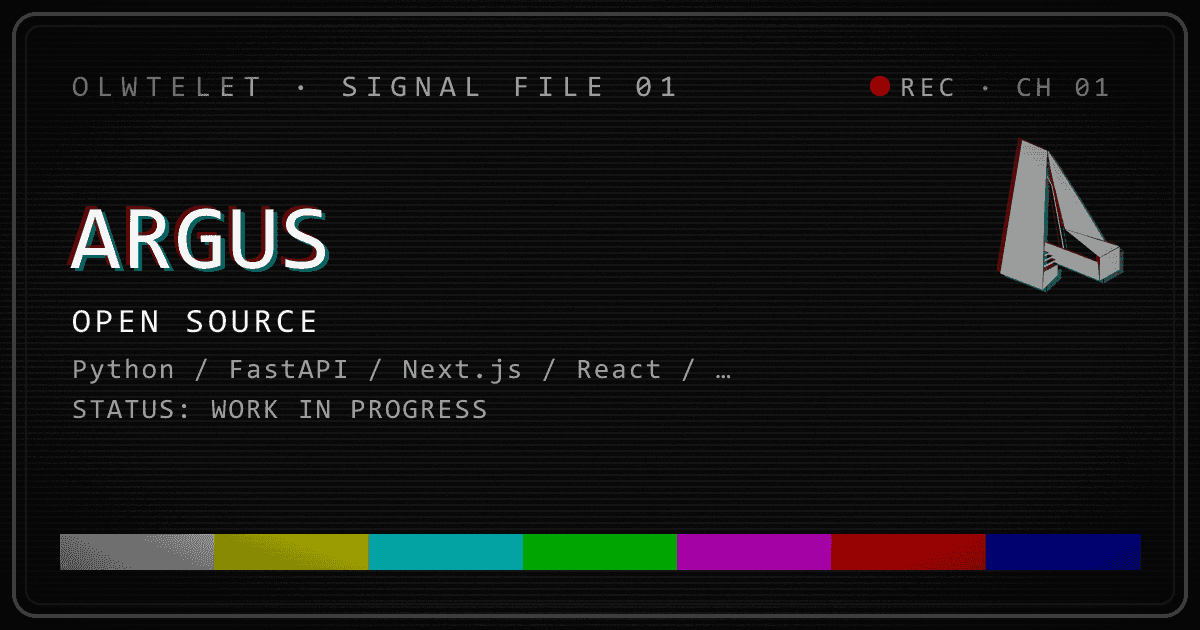 OLWTELET · SIGNAL FILE 01
REC · CH 01
ARGUS
OPEN SOURCE
Python / FastAPI / Next.js / React / …
STATUS: WORK IN PROGRESS